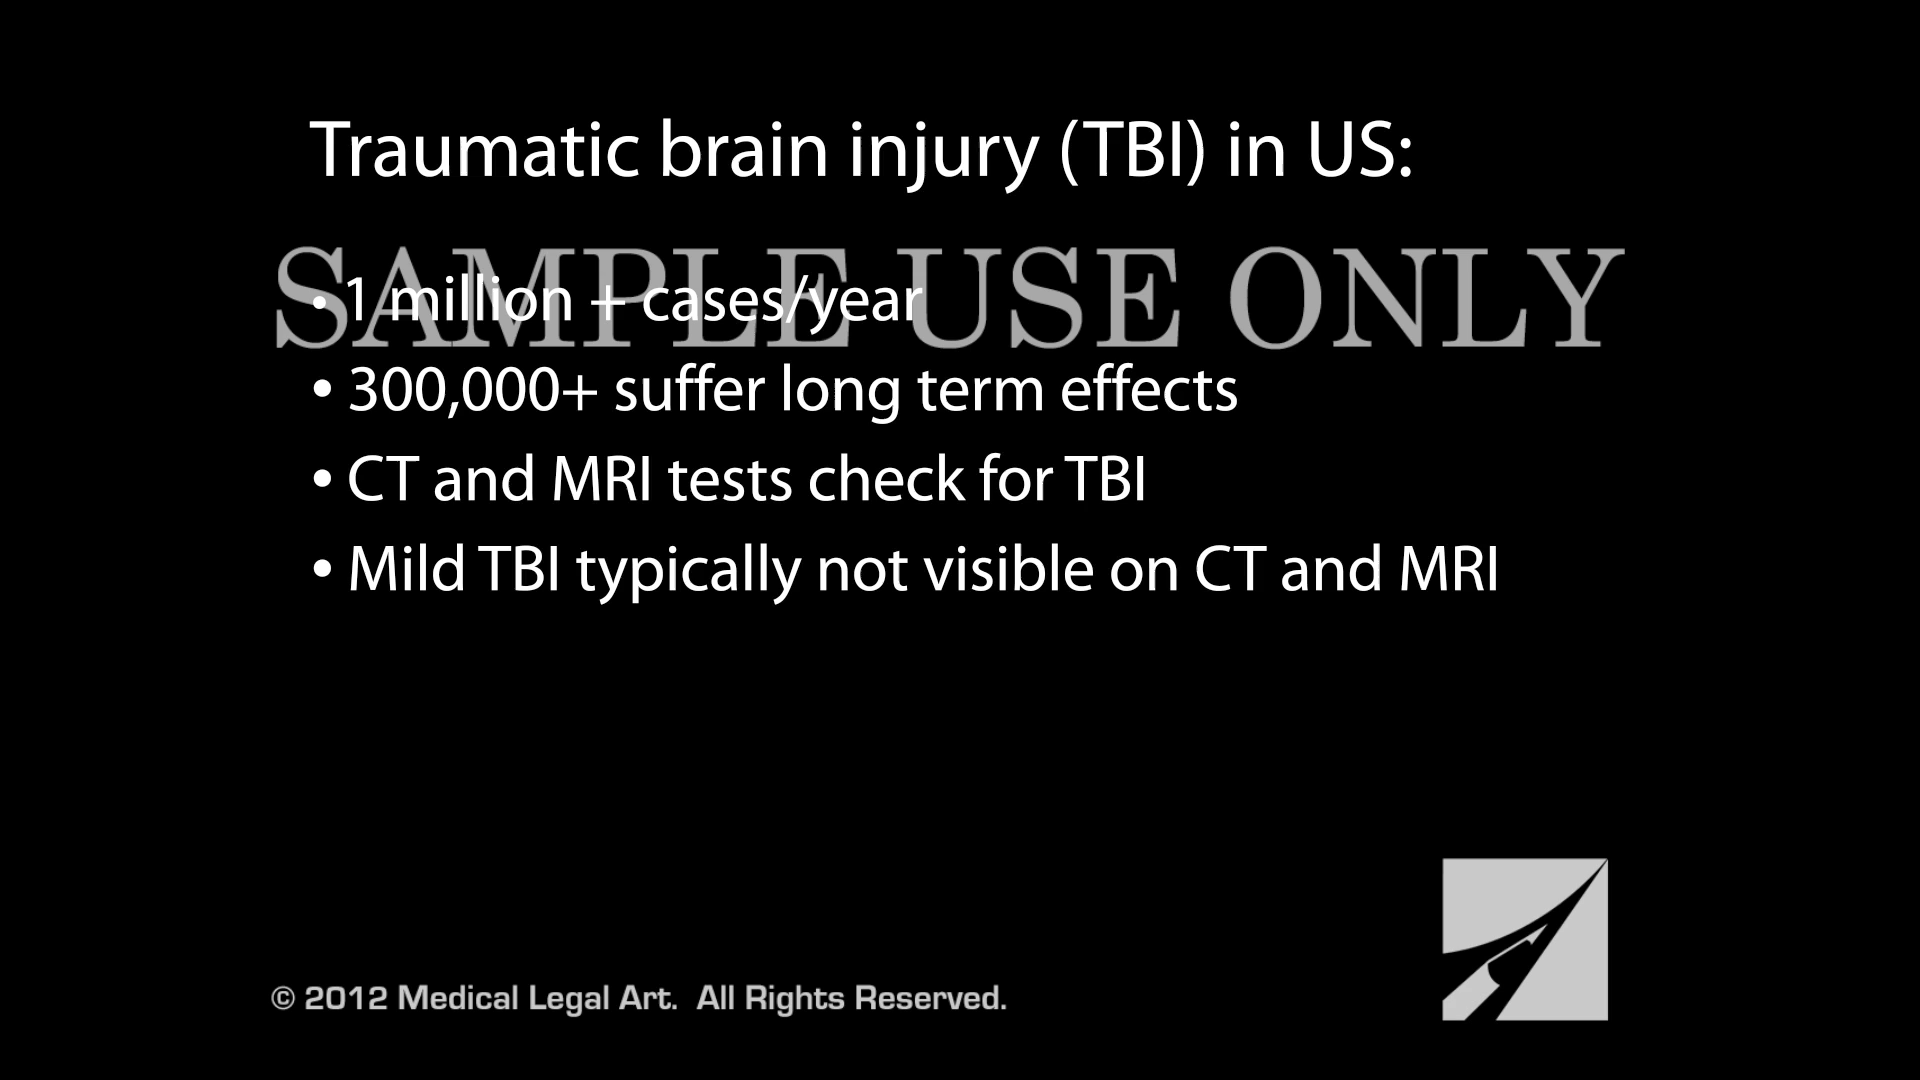 Traumatic brain injury (TBI) in US:
SAMPLE USE ONLY
• 1 million + cases/year
• 300,000+ suffer long term effects
• CT and MRI tests check for TBI
• Mild TBI typically not visible on CT and MRI
© 2012 Medical Legal Art. All Rights Reserved.